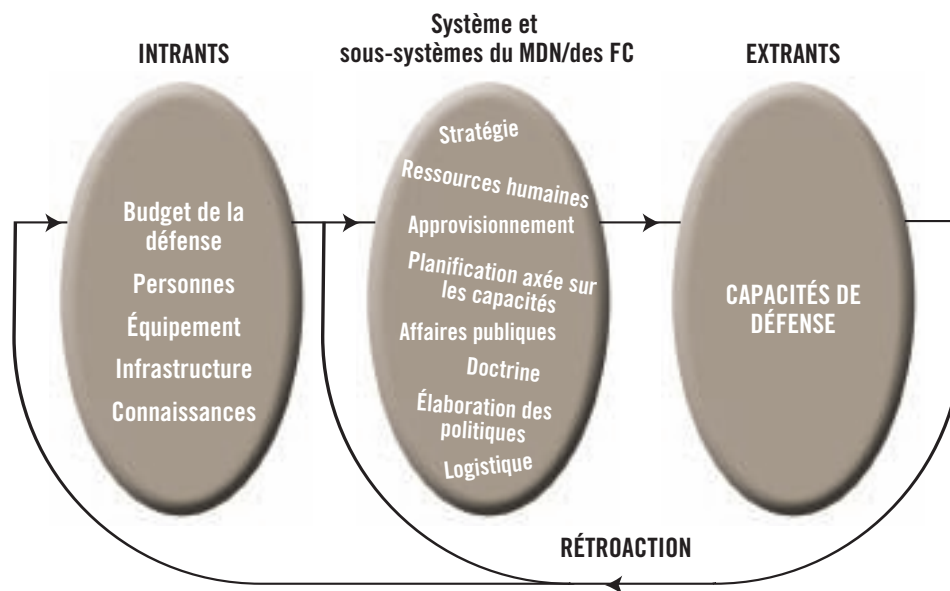 INTRANTS
Système et
sous-systèmes du MDN/des FC
EXTRANTS
Budget de la
défense
Personnes
Équipement
Infrastructure
Connaissances
Stratégie
Ressources humaines
Approvisionnement
Planification axée sur
les capacités
Affaires publiques
Doctrine
Élaboration des
politiques
Logistique
CAPACITÉS DE
DÉFENSE
RÉTROACTION